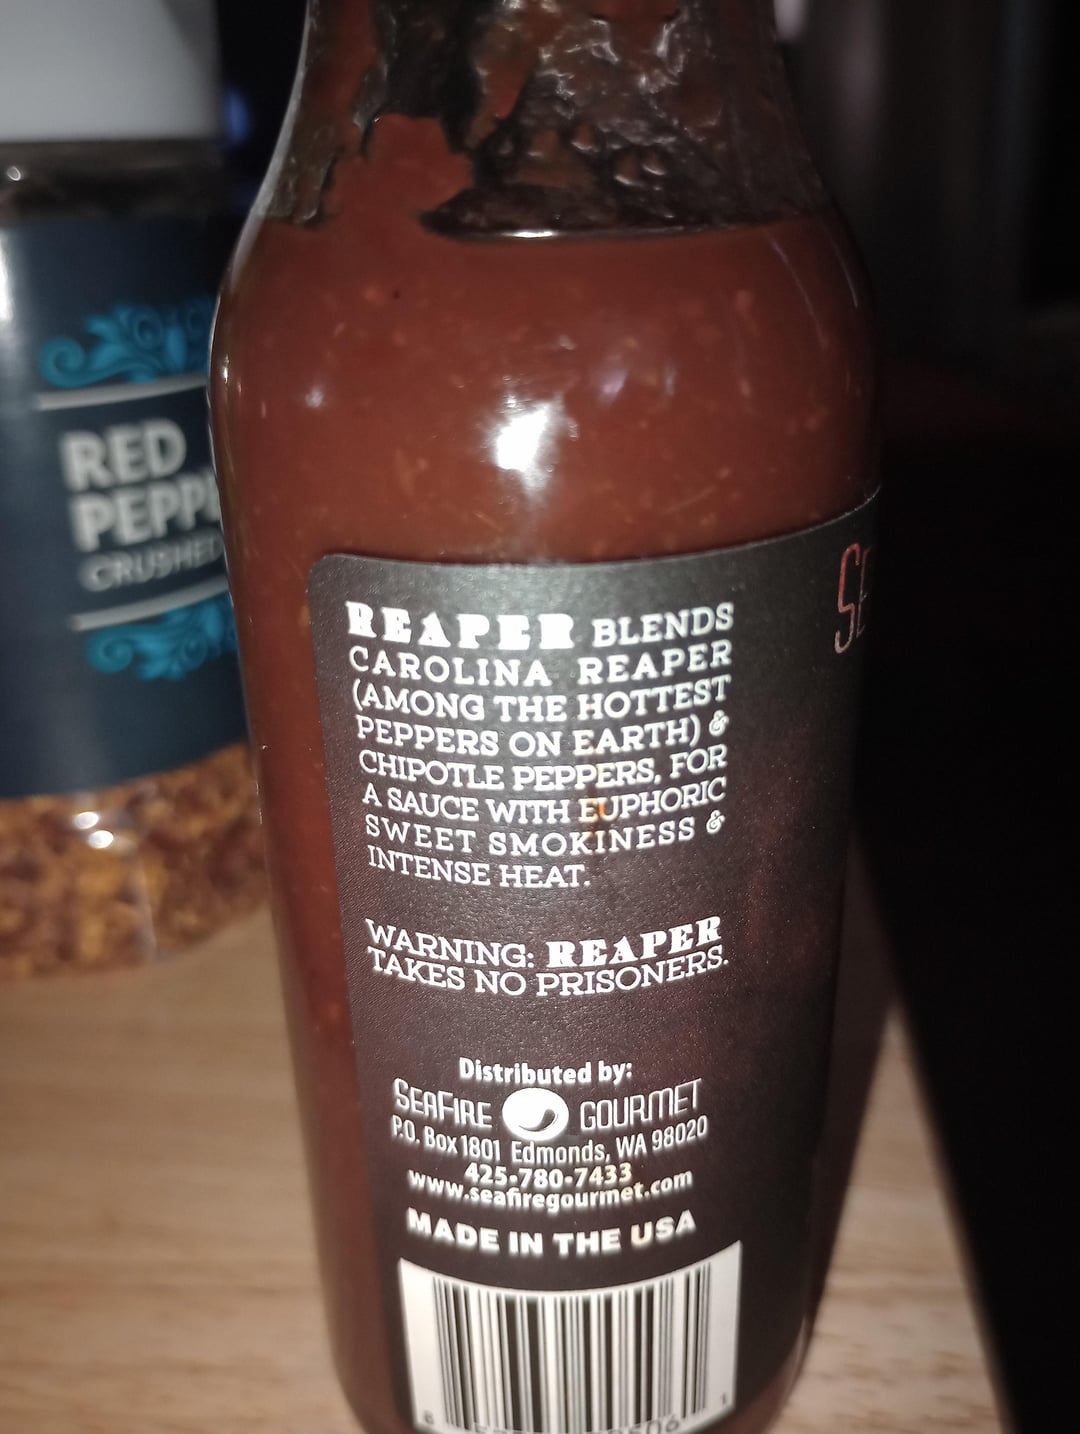 RED
CRUSHED
SE
REAPER BLENDS
CAROLINA REAPER
(AMONG THE HOTTEST
PEPPERS ON EARTH) &
CHIPOTLE PEPPERS, FOR
A SAUCE WITH EUPHORIC
SWEET SMOKINESS &
INTENSE HEAT.
WARNING: REAPER
TAKES NO PRISONERS.
Distributed by:
SEAFIRE GOURMET
P.O. Box 1801 Edmonds, WA 98020
425-780-7433
www.seafiregourmet.com
MADE IN THE USA